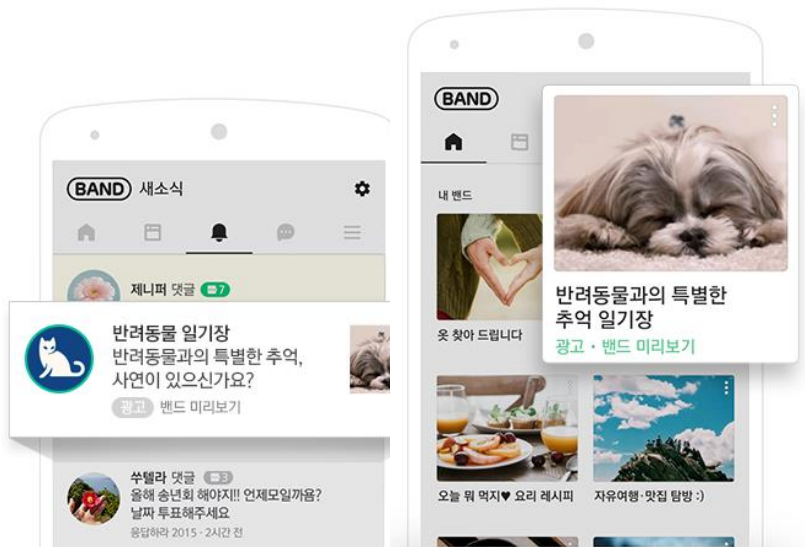 BAND 새소식
제니퍼 댓글 7
반려동물 일기장
반려동물과의 특별한 추억,
사연이 있으신가요?
광고 밴드 미리보기
쑤텔라 댓글 3
올해 송년회 해야지!! 언제모일까욤?
날짜 투표해주세요
응답하라 2015 · 2시간 전
BAND
내 밴드
옷 찾아 드립니다
반려동물과의 특별한
추억 일기장
광고 · 밴드 미리보기
오늘 뭐 먹지♥ 요리 레시피
자유여행·맛집 탐방 :)